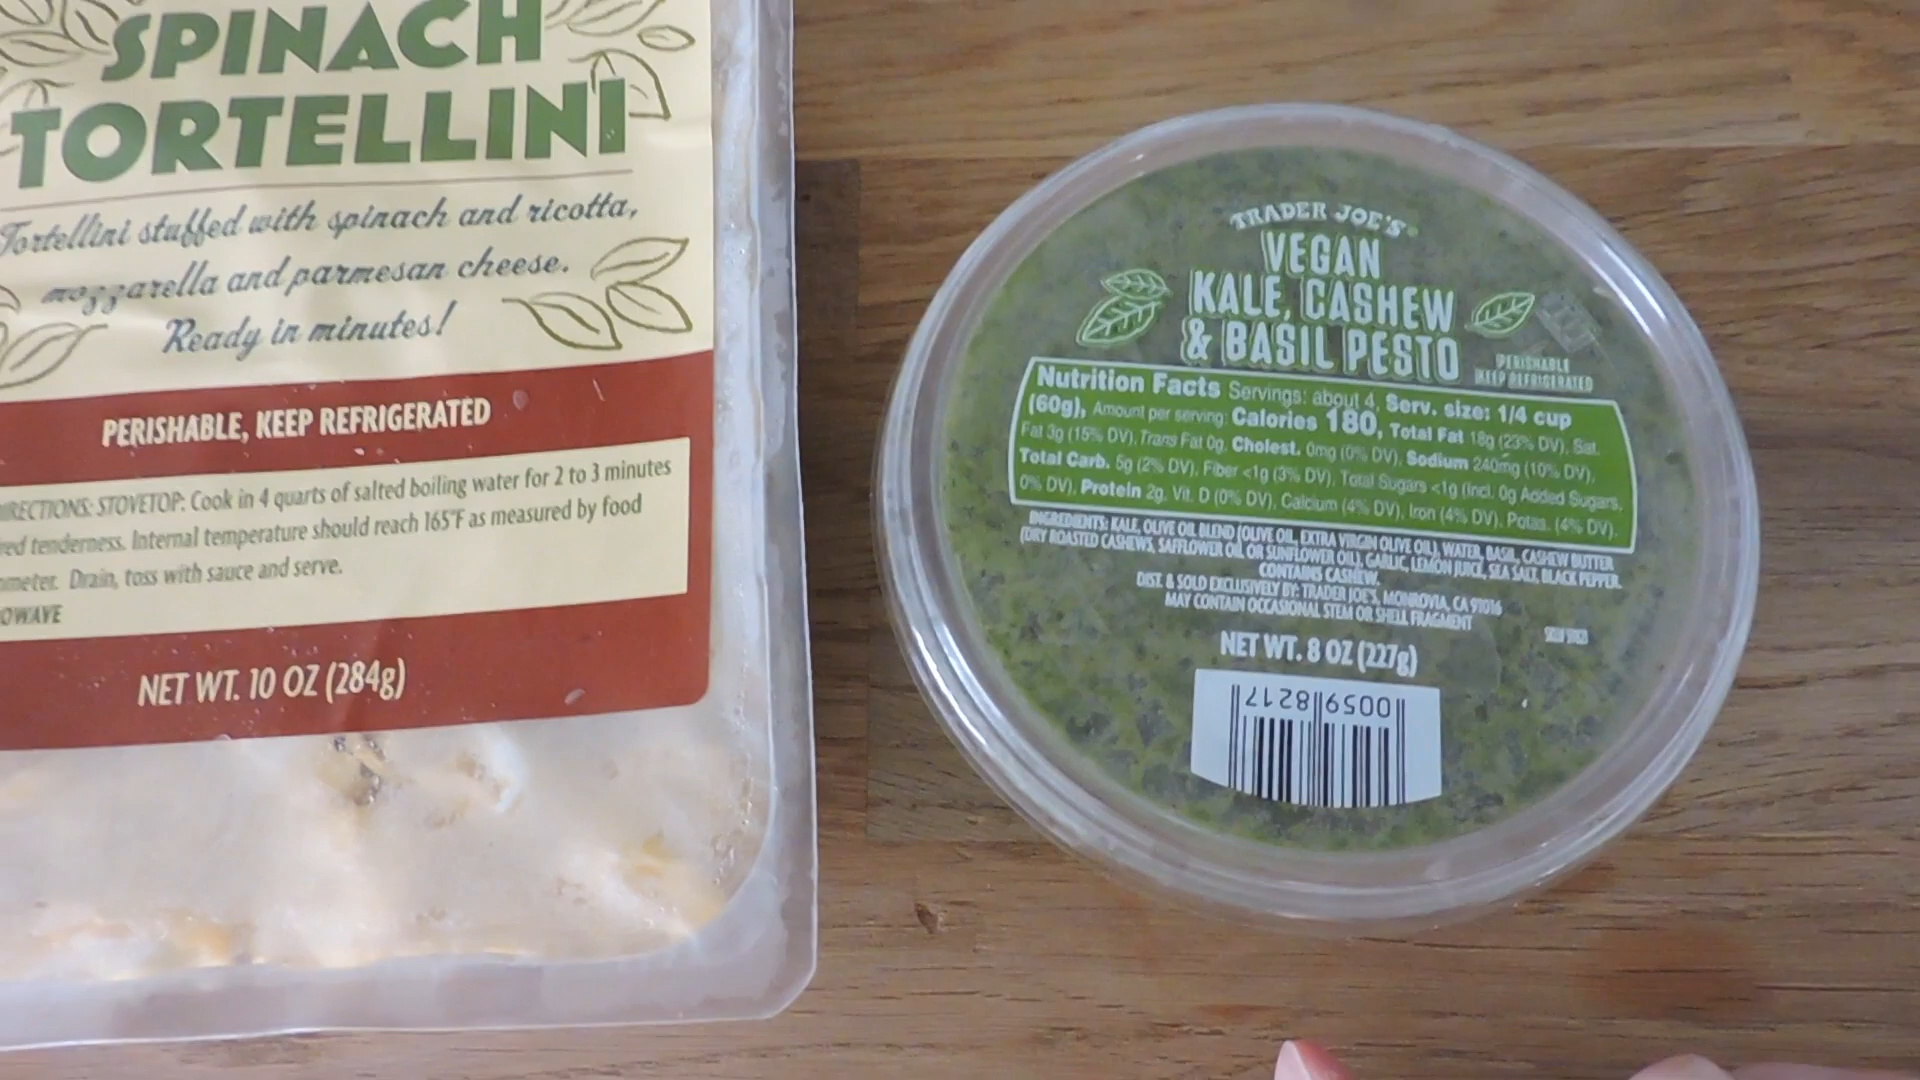 SPINACH
TORTELLINI
Tortellini stuffed with spinach and ricotta,
mozzarella and parmesan cheese.
Ready in minutes!
PERISHABLE, KEEP REFRIGERATED
STOVETOP: Cook in 4 quarts of salted boiling water for 2 to 3 minutes
tenderness. Internal temperature should reach 165°F as measured by food
Drain, toss with sauce and serve.
NET WT. 10 OZ (284g)
TRADER JOE'S
VEGAN
KALE, CASHEW
& BASIL PESTO
PERISHABLE
KEEP REFRIGERATED
Nutrition Facts Servings: about 4, Serv. size: 1/4 cup
(60g), Amount per serving: Calories 180, Total Fat 18g (23% DV), Sat.
Fat 3g (15% DV), Trans Fat 0g, Cholest. 0mg (0% DV), Sodium 240mg (10% DV),
Total Carb. 5g (2% DV), Fiber <1g (3% DV), Total Sugars <1g (Incl. 0g Added Sugars,
0% DV), Protein 2g, Vit. D (0% DV), Calcium (4% DV), Iron (4% DV), Potas. (4% DV).
INGREDIENTS: KALE, OLIVE OIL BLEND (OLIVE OIL, EXTRA VIRGIN OLIVE OIL), WATER, BASIL, CASHEW BUTTER
(DRY ROASTED CASHEWS, SAFFLOWER OIL OR SUNFLOWER OIL), GARLIC, LEMON JUICE, SEA SALT, BLACK PEPPER.
CONTAINS CASHEW.
DIST. & SOLD EXCLUSIVELY BY: TRADER JOE'S, MONROVIA, CA 91016
MAY CONTAIN OCCASIONAL STEM OR SHELL FRAGMENT
NET WT. 8 OZ (227g)
0059 8217